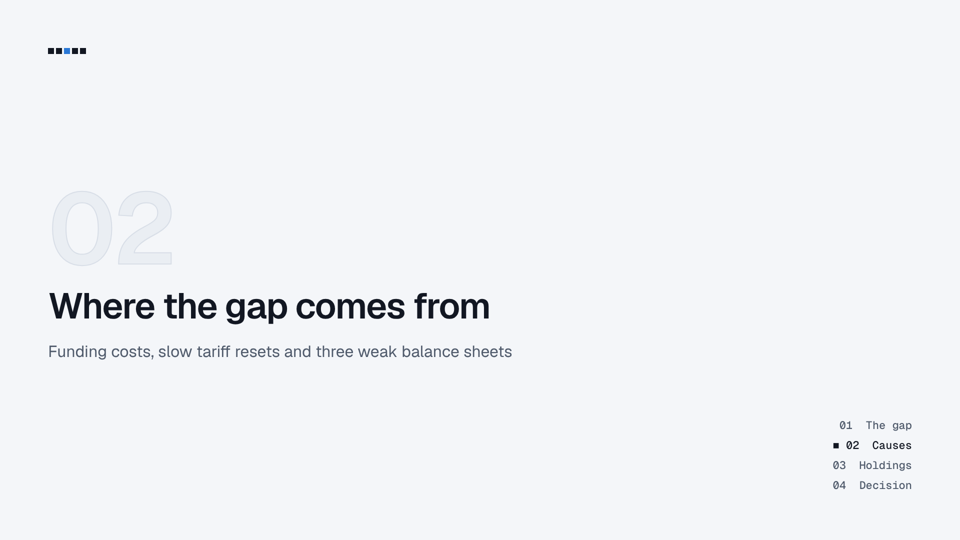 02
Where the gap comes from
Funding costs, slow tariff resets and three weak balance sheets
01 The gap
■ 02 Causes
03 Holdings
04 Decision